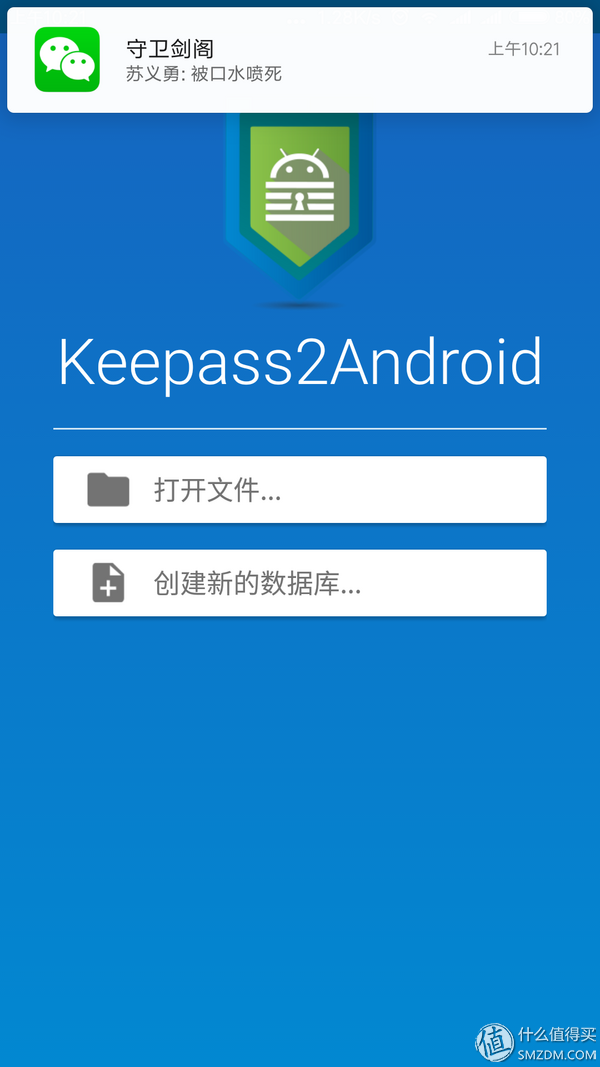 守卫剑阁
上午10:21
苏义勇: 被口水喷死
Keepass2Android
打开文件...
创建新的数据库...
值 什么值得买
SMZDM.COM